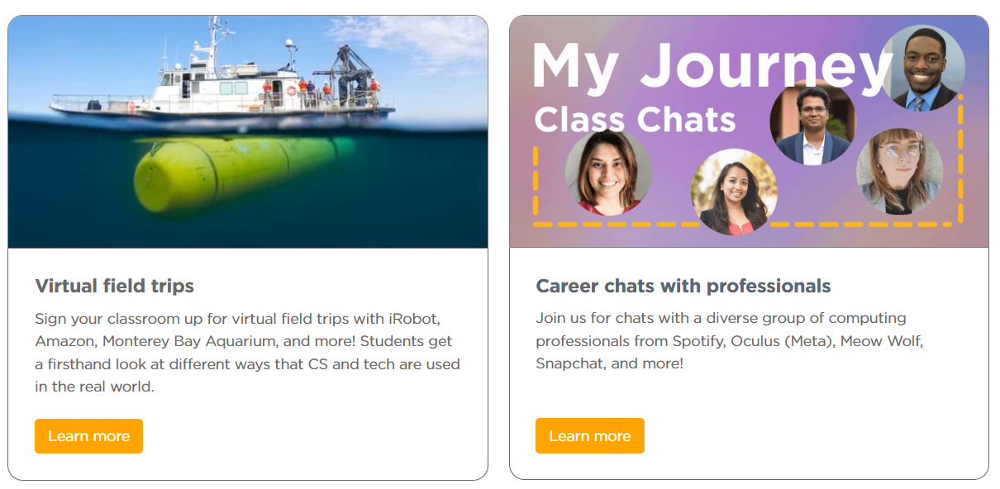 My Journey
Class Chats
Virtual field trips
Sign your classroom up for virtual field trips with iRobot,
Amazon, Monterey Bay Aquarium, and more! Students get
a firsthand look at different ways that CS and tech are used
in the real world.
Learn more
Career chats with professionals
Join us for chats with a diverse group of computing
professionals from Spotify, Oculus (Meta), Meow Wolf,
Snapchat, and more!
Learn more